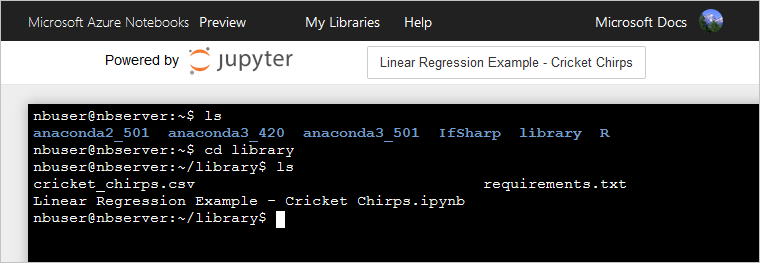 Microsoft Azure Notebooks Preview My Libraries Help Microsoft Docs
Powered by jupyter Linear Regression Example - Cricket Chirps
nbuser@nbserver:~$ ls
anaconda2_501 anaconda3_420 anaconda3_501 IfSharp library R
nbuser@nbserver:~$ cd library
nbuser@nbserver:~/library$ ls
cricket_chirps.csv requirements.txt
Linear Regression Example - Cricket Chirps.ipynb
nbuser@nbserver:~/library$